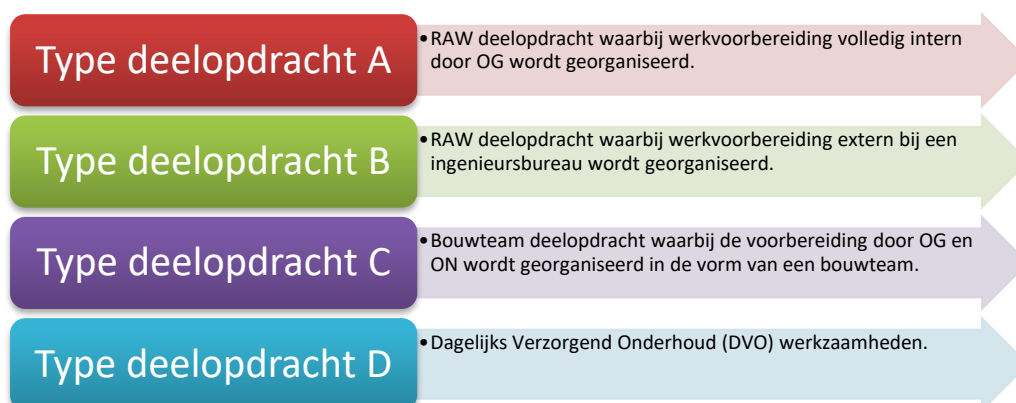 Type deelopdracht A
•RAW deelopdracht waarbij werkvoorbereiding volledig intern
door OG wordt georganiseerd.
Type deelopdracht B
•RAW deelopdracht waarbij werkvoorbereiding extern bij een
ingenieursbureau wordt georganiseerd.
Type deelopdracht C
•Bouwteam deelopdracht waarbij de voorbereiding door OG en
ON wordt georganiseerd in de vorm van een bouwteam.
Type deelopdracht D
•Dagelijks Verzorgend Onderhoud (DVO) werkzaamheden.